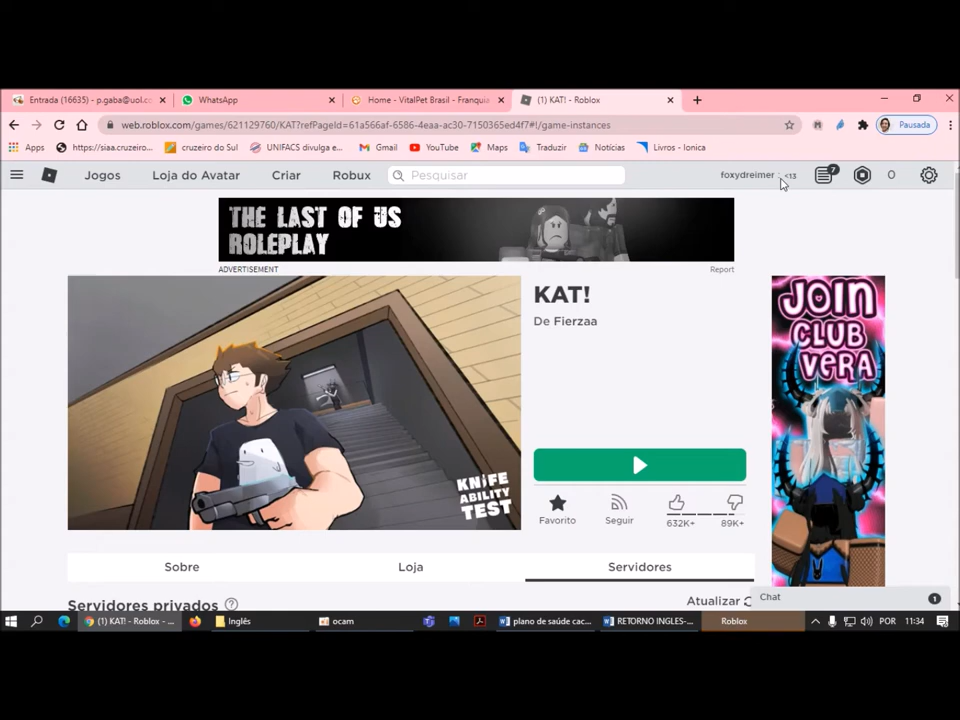 Entrada (16635) - p.gaba@uol.co
WhatsApp
Home - VitalPet Brasil - Franquia
(1) KAT! - Roblox
web.roblox.com/games/621129760/KAT?refPageId=61a566af-6586-4eaa-ac30-7150365ed4f7#!/game-instances
Pausada
Apps
https://siaa.cruzeiro...
cruzeiro do Sul
UNIFACS divulga e...
Gmail
YouTube
Maps
Traduzir
Notícias
Livros - Ionica
Jogos
Loja do Avatar
Criar
Robux
Pesquisar
foxydreimer : <13
7
0
THE LAST OF US
ROLEPLAY
ADVERTISEMENT
Report
KAT!
De Fierzaa
KNIFE
ABILITY
TEST
JOIN
CLUB
VERA
Favorito
Seguir
632K+
89K+
Sobre
Loja
Servidores
Servidores privados
Atualizar
Chat
1
(1) KAT! - Roblox - ...
Inglês
ocam
plano de saúde cac...
RETORNO INGLES-...
Roblox
POR
11:34